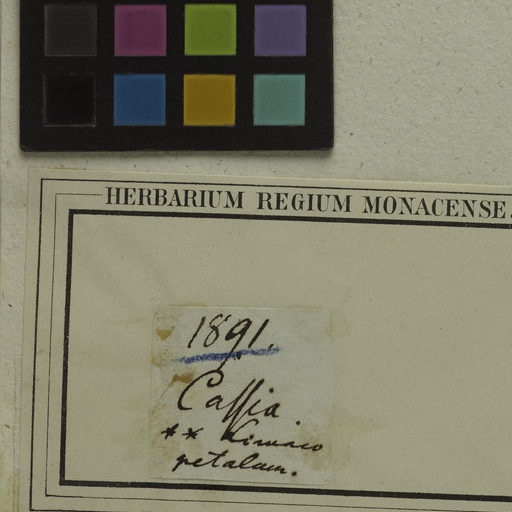 HERBARIUM REGIUM MONACENSE.
1891.
Cassia
**
petalum.